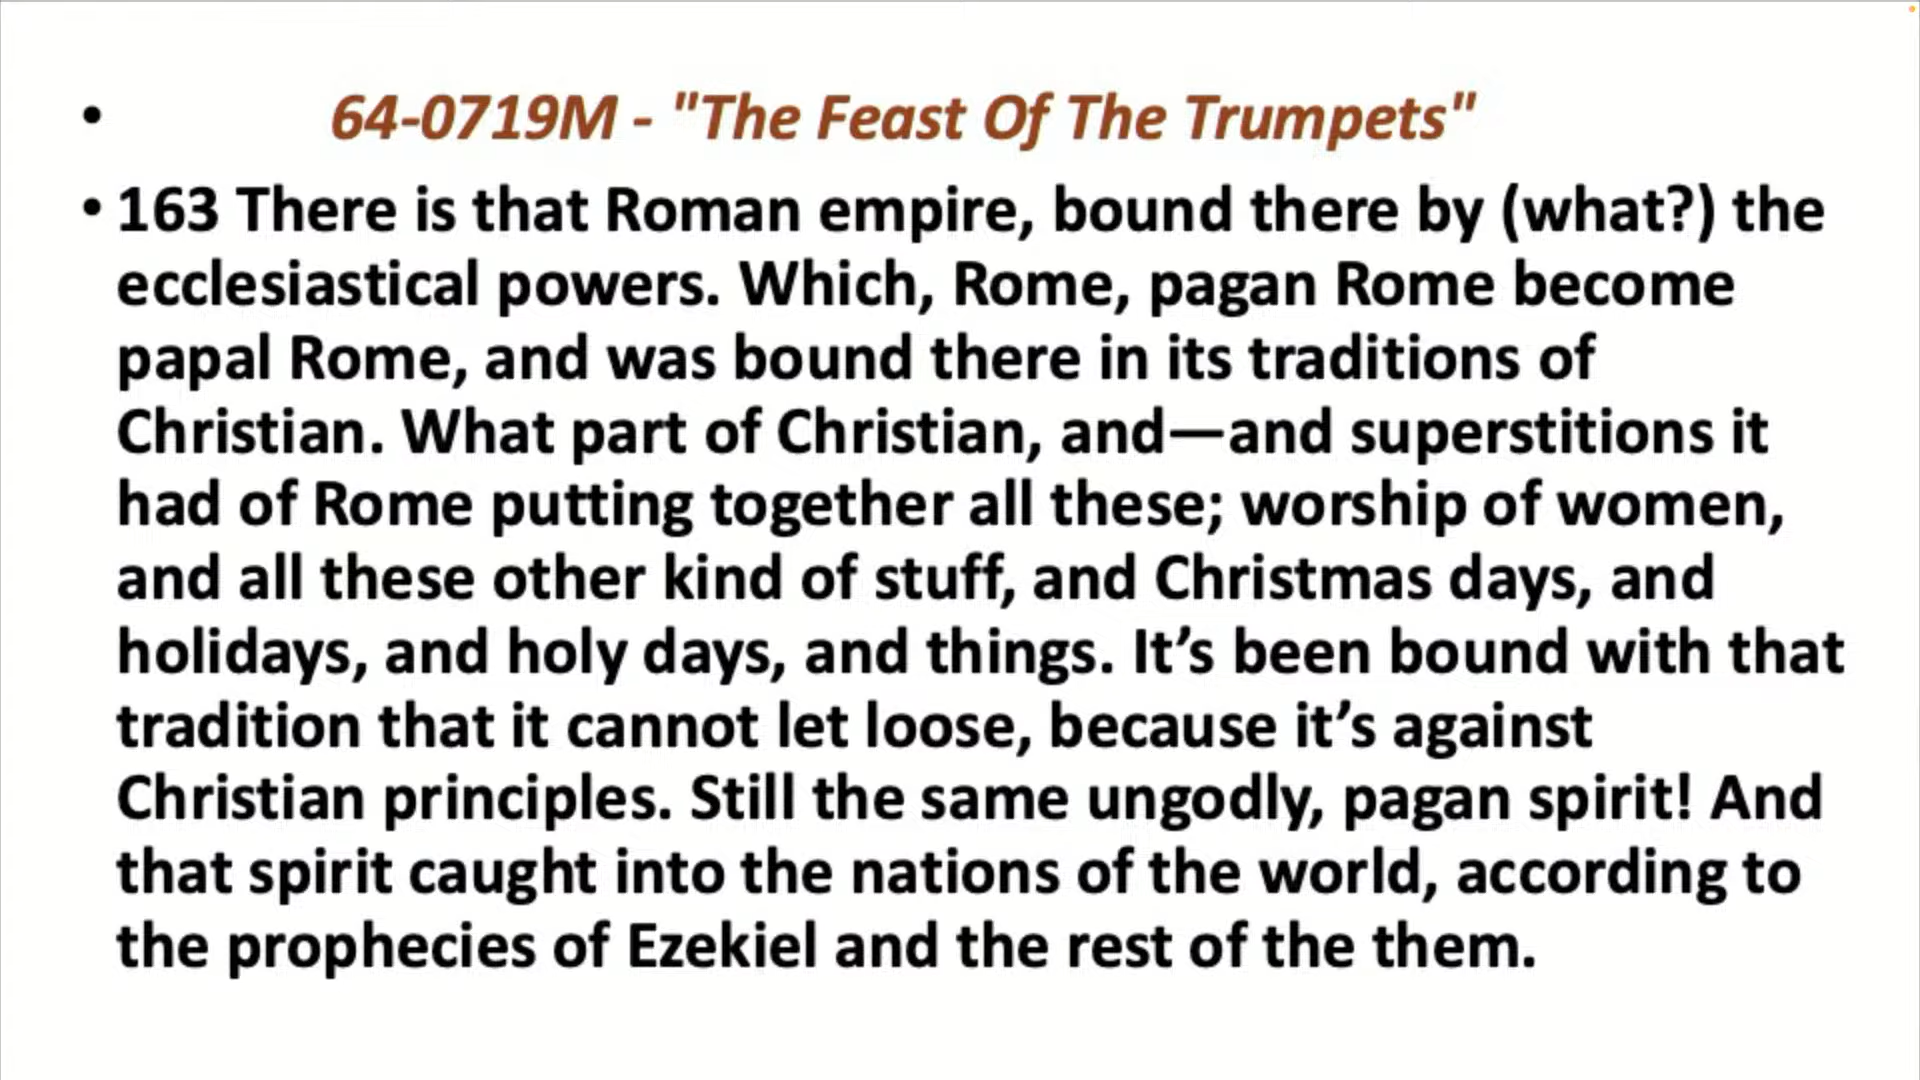 • 64-0719M - "The Feast Of The Trumpets"
• 163 There is that Roman empire, bound there by (what?) the
ecclesiastical powers. Which, Rome, pagan Rome become
papal Rome, and was bound there in its traditions of
Christian. What part of Christian, and—and superstitions it
had of Rome putting together all these; worship of women,
and all these other kind of stuff, and Christmas days, and
holidays, and holy days, and things. It’s been bound with that
tradition that it cannot let loose, because it’s against
Christian principles. Still the same ungodly, pagan spirit! And
that spirit caught into the nations of the world, according to
the prophecies of Ezekiel and the rest of the them.